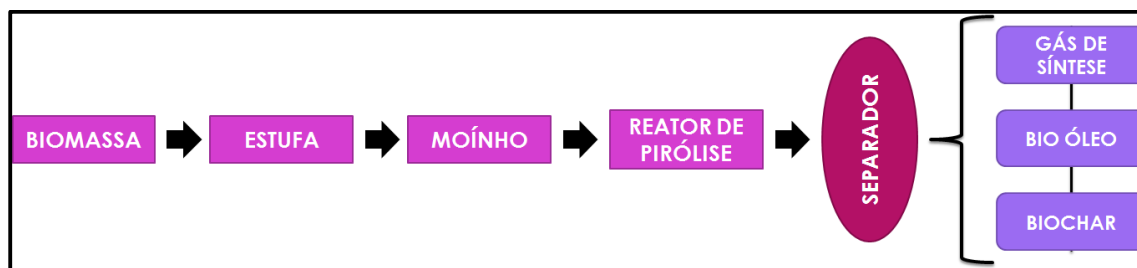 BIOMASSA
ESTUFA
MOÍNHO
REATOR DE
PIRÓLISE
SEPARADOR
GÁS DE
SÍNTESE
BIO ÓLEO
BIOCHAR